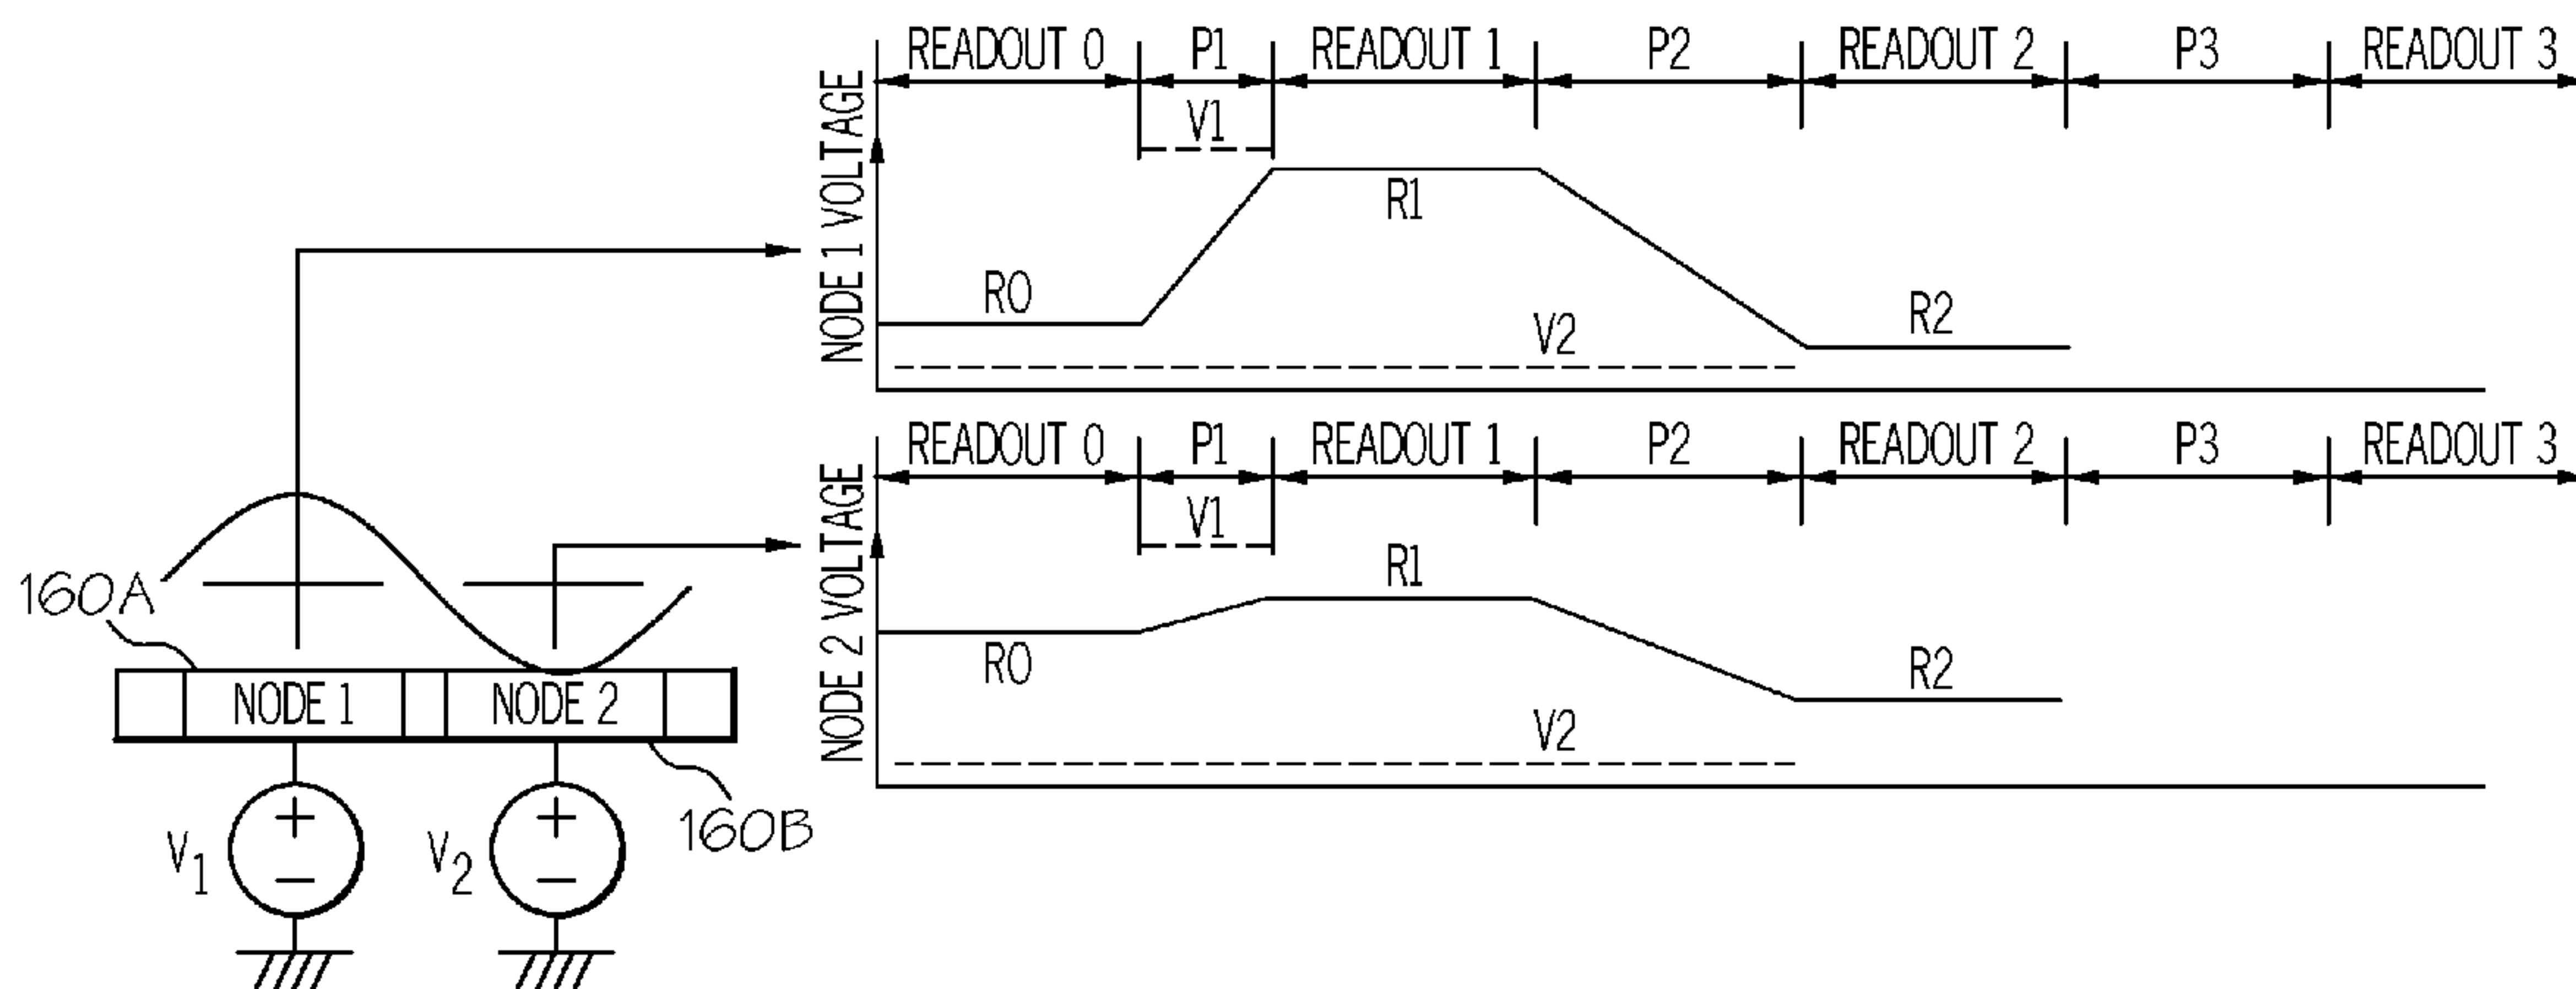 READOUT 0 P1 READOUT 1 P2 READOUT 2 P3 READOUT 3
V1
NODE 1 VOLTAGE
R1
R0
V2
R2
READOUT 0 P1 READOUT 1 P2 READOUT 2 P3 READOUT 3
V1
NODE 2 VOLTAGE
R1
R0
R2
V2
160A
NODE 1 NODE 2
160B
V1 + −
V2 + −